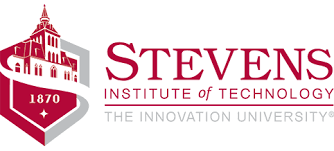 1870
STEVENS
INSTITUTE of TECHNOLOGY
THE INNOVATION UNIVERSITY®